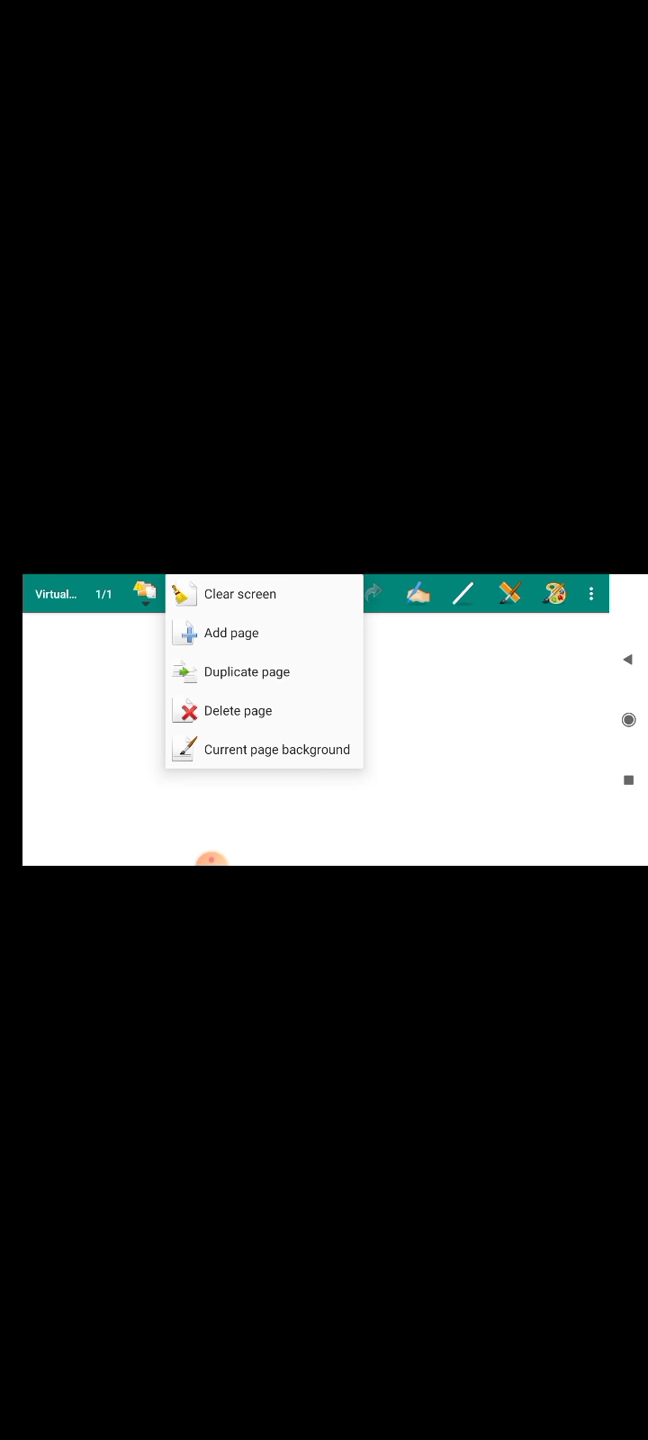 Virtual... 1/1
Clear screen
Add page
Duplicate page
Delete page
Current page background